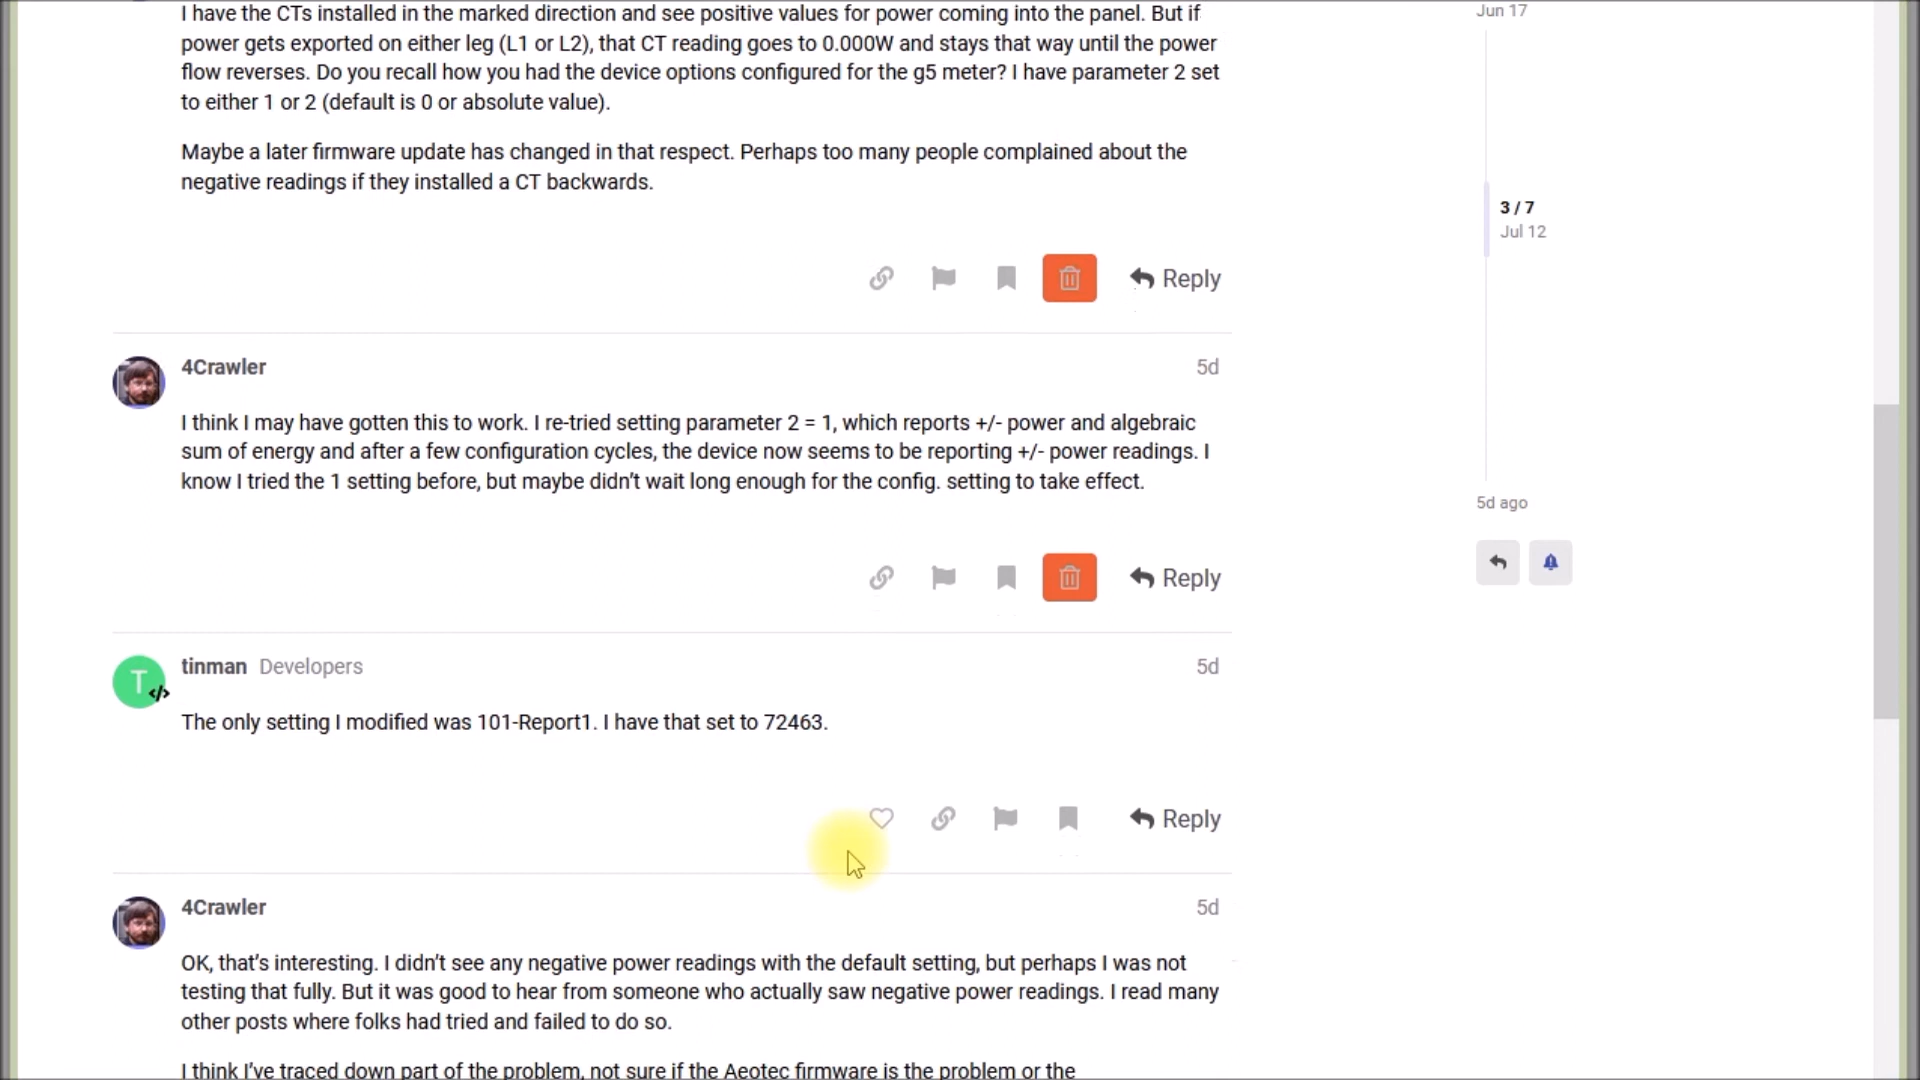 I have the CTs installed in the marked direction and see positive values for power coming into the panel. But if
power gets exported on either leg (L1 or L2), that CT reading goes to 0.000W and stays that way until the power
flow reverses. Do you recall how you had the device options configured for the g5 meter? I have parameter 2 set
to either 1 or 2 (default is 0 or absolute value).
Maybe a later firmware update has changed in that respect. Perhaps too many people complained about the
negative readings if they installed a CT backwards.
Reply
4Crawler 5d
I think I may have gotten this to work. I re-tried setting parameter 2 = 1, which reports +/- power and algebraic
sum of energy and after a few configuration cycles, the device now seems to be reporting +/- power readings. I
know I tried the 1 setting before, but maybe didn’t wait long enough for the config. setting to take effect.
Reply
T </>
tinman Developers 5d
The only setting I modified was 101-Report1. I have that set to 72463.
Reply
4Crawler 5d
OK, that’s interesting. I didn’t see any negative power readings with the default setting, but perhaps I was not
testing that fully. But it was good to hear from someone who actually saw negative power readings. I read many
other posts where folks had tried and failed to do so.
I think I’ve traced down part of the problem, not sure if the Aeotec firmware is the problem or the
Jun 17
3 / 7
Jul 12
5d ago